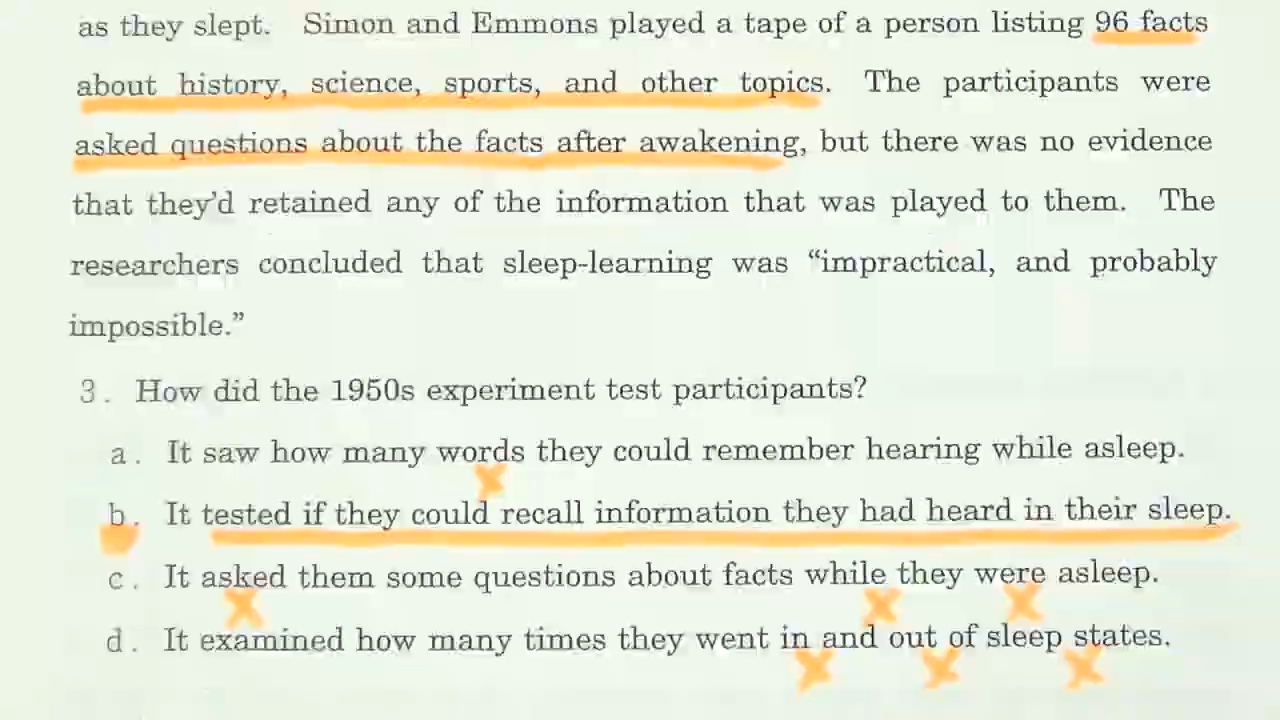 as they slept. Simon and Emmons played a tape of a person listing 96 facts
about history, science, sports, and other topics. The participants were
asked questions about the facts after awakening, but there was no evidence
that they'd retained any of the information that was played to them. The
researchers concluded that sleep-learning was “impractical, and probably
impossible.”
3. How did the 1950s experiment test participants?
a. It saw how many words they could remember hearing while asleep.
b. It tested if they could recall information they had heard in their sleep.
c. It asked them some questions about facts while they were asleep.
d. It examined how many times they went in and out of sleep states.